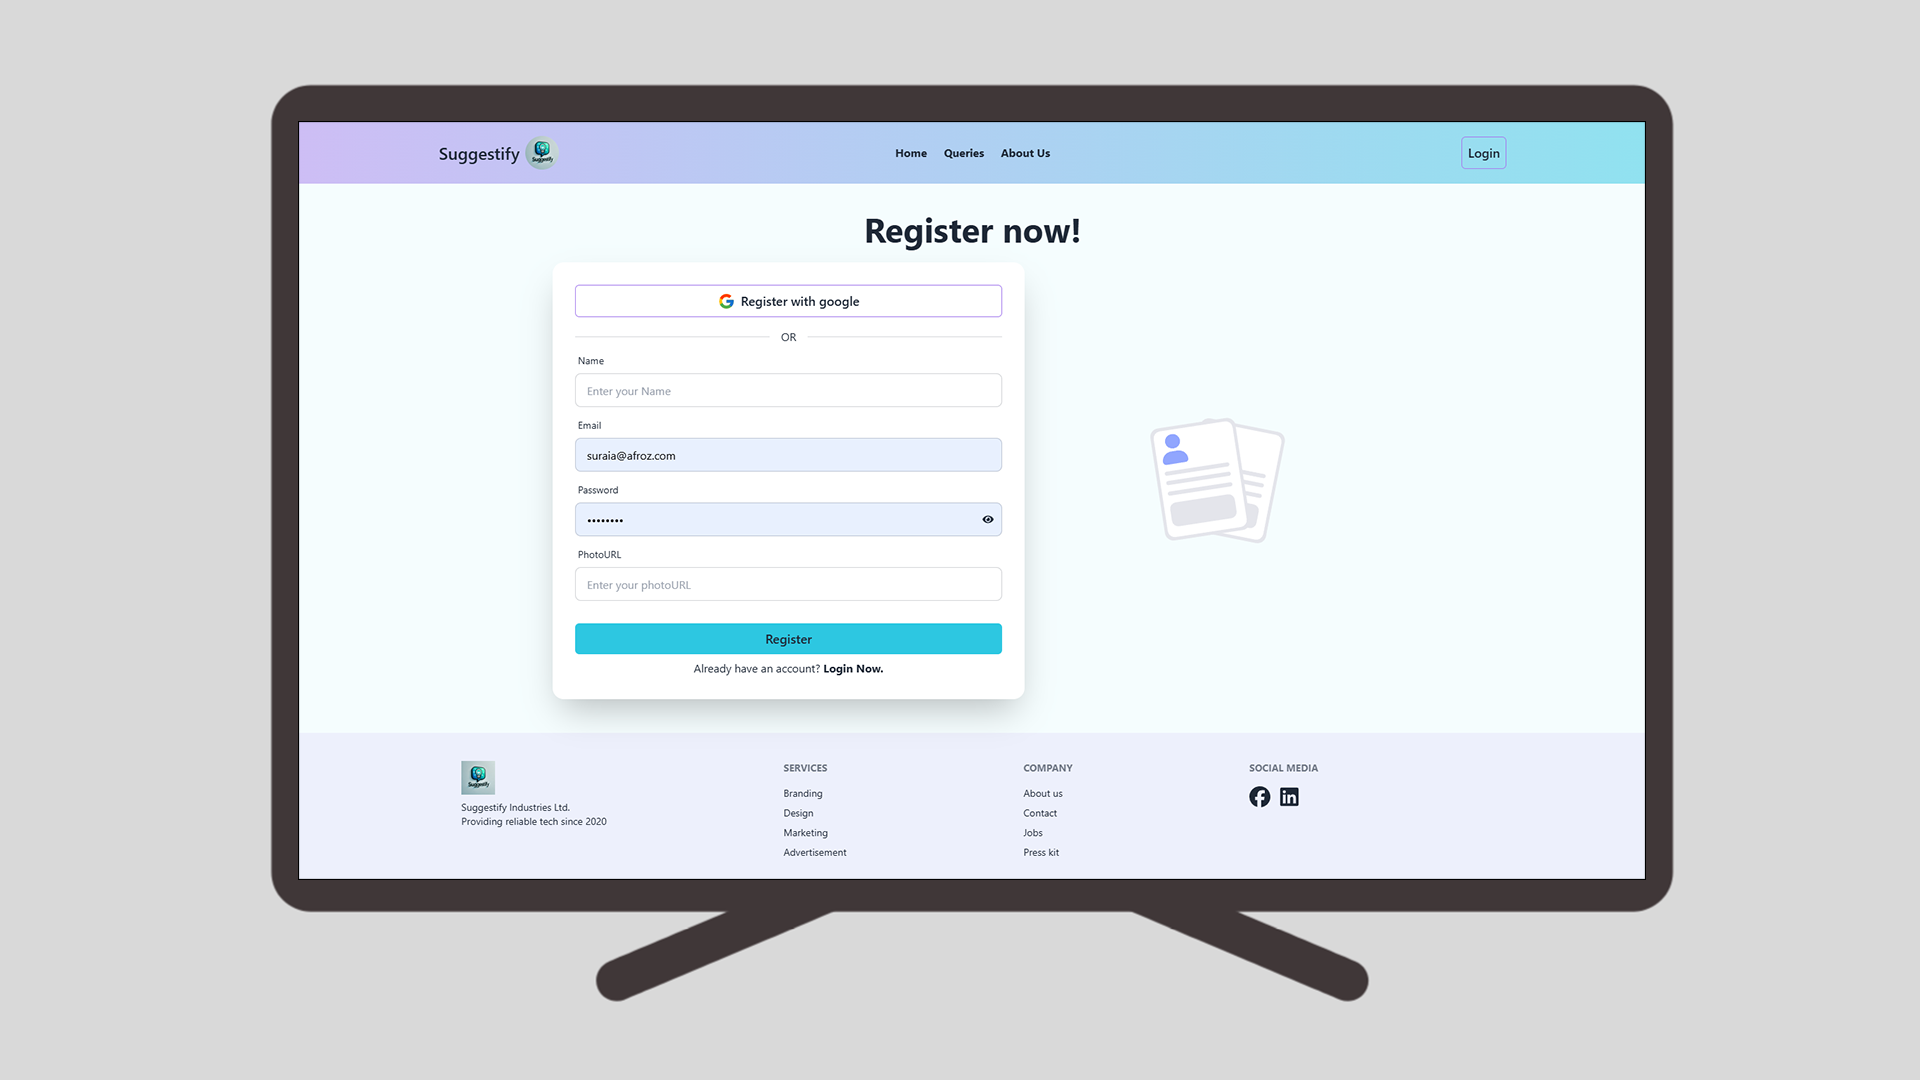 Suggestify
Suggestify
Home
Queries
About Us
Login
Register now!
Register with google
OR
Name
Enter your Name
Email
suraia@afroz.com
Password
••••••••
PhotoURL
Enter your photoURL
Register
Already have an account? Login Now.
Suggestify
Suggestify Industries Ltd.
Providing reliable tech since 2020
SERVICES
Branding
Design
Marketing
Advertisement
COMPANY
About us
Contact
Jobs
Press kit
SOCIAL MEDIA